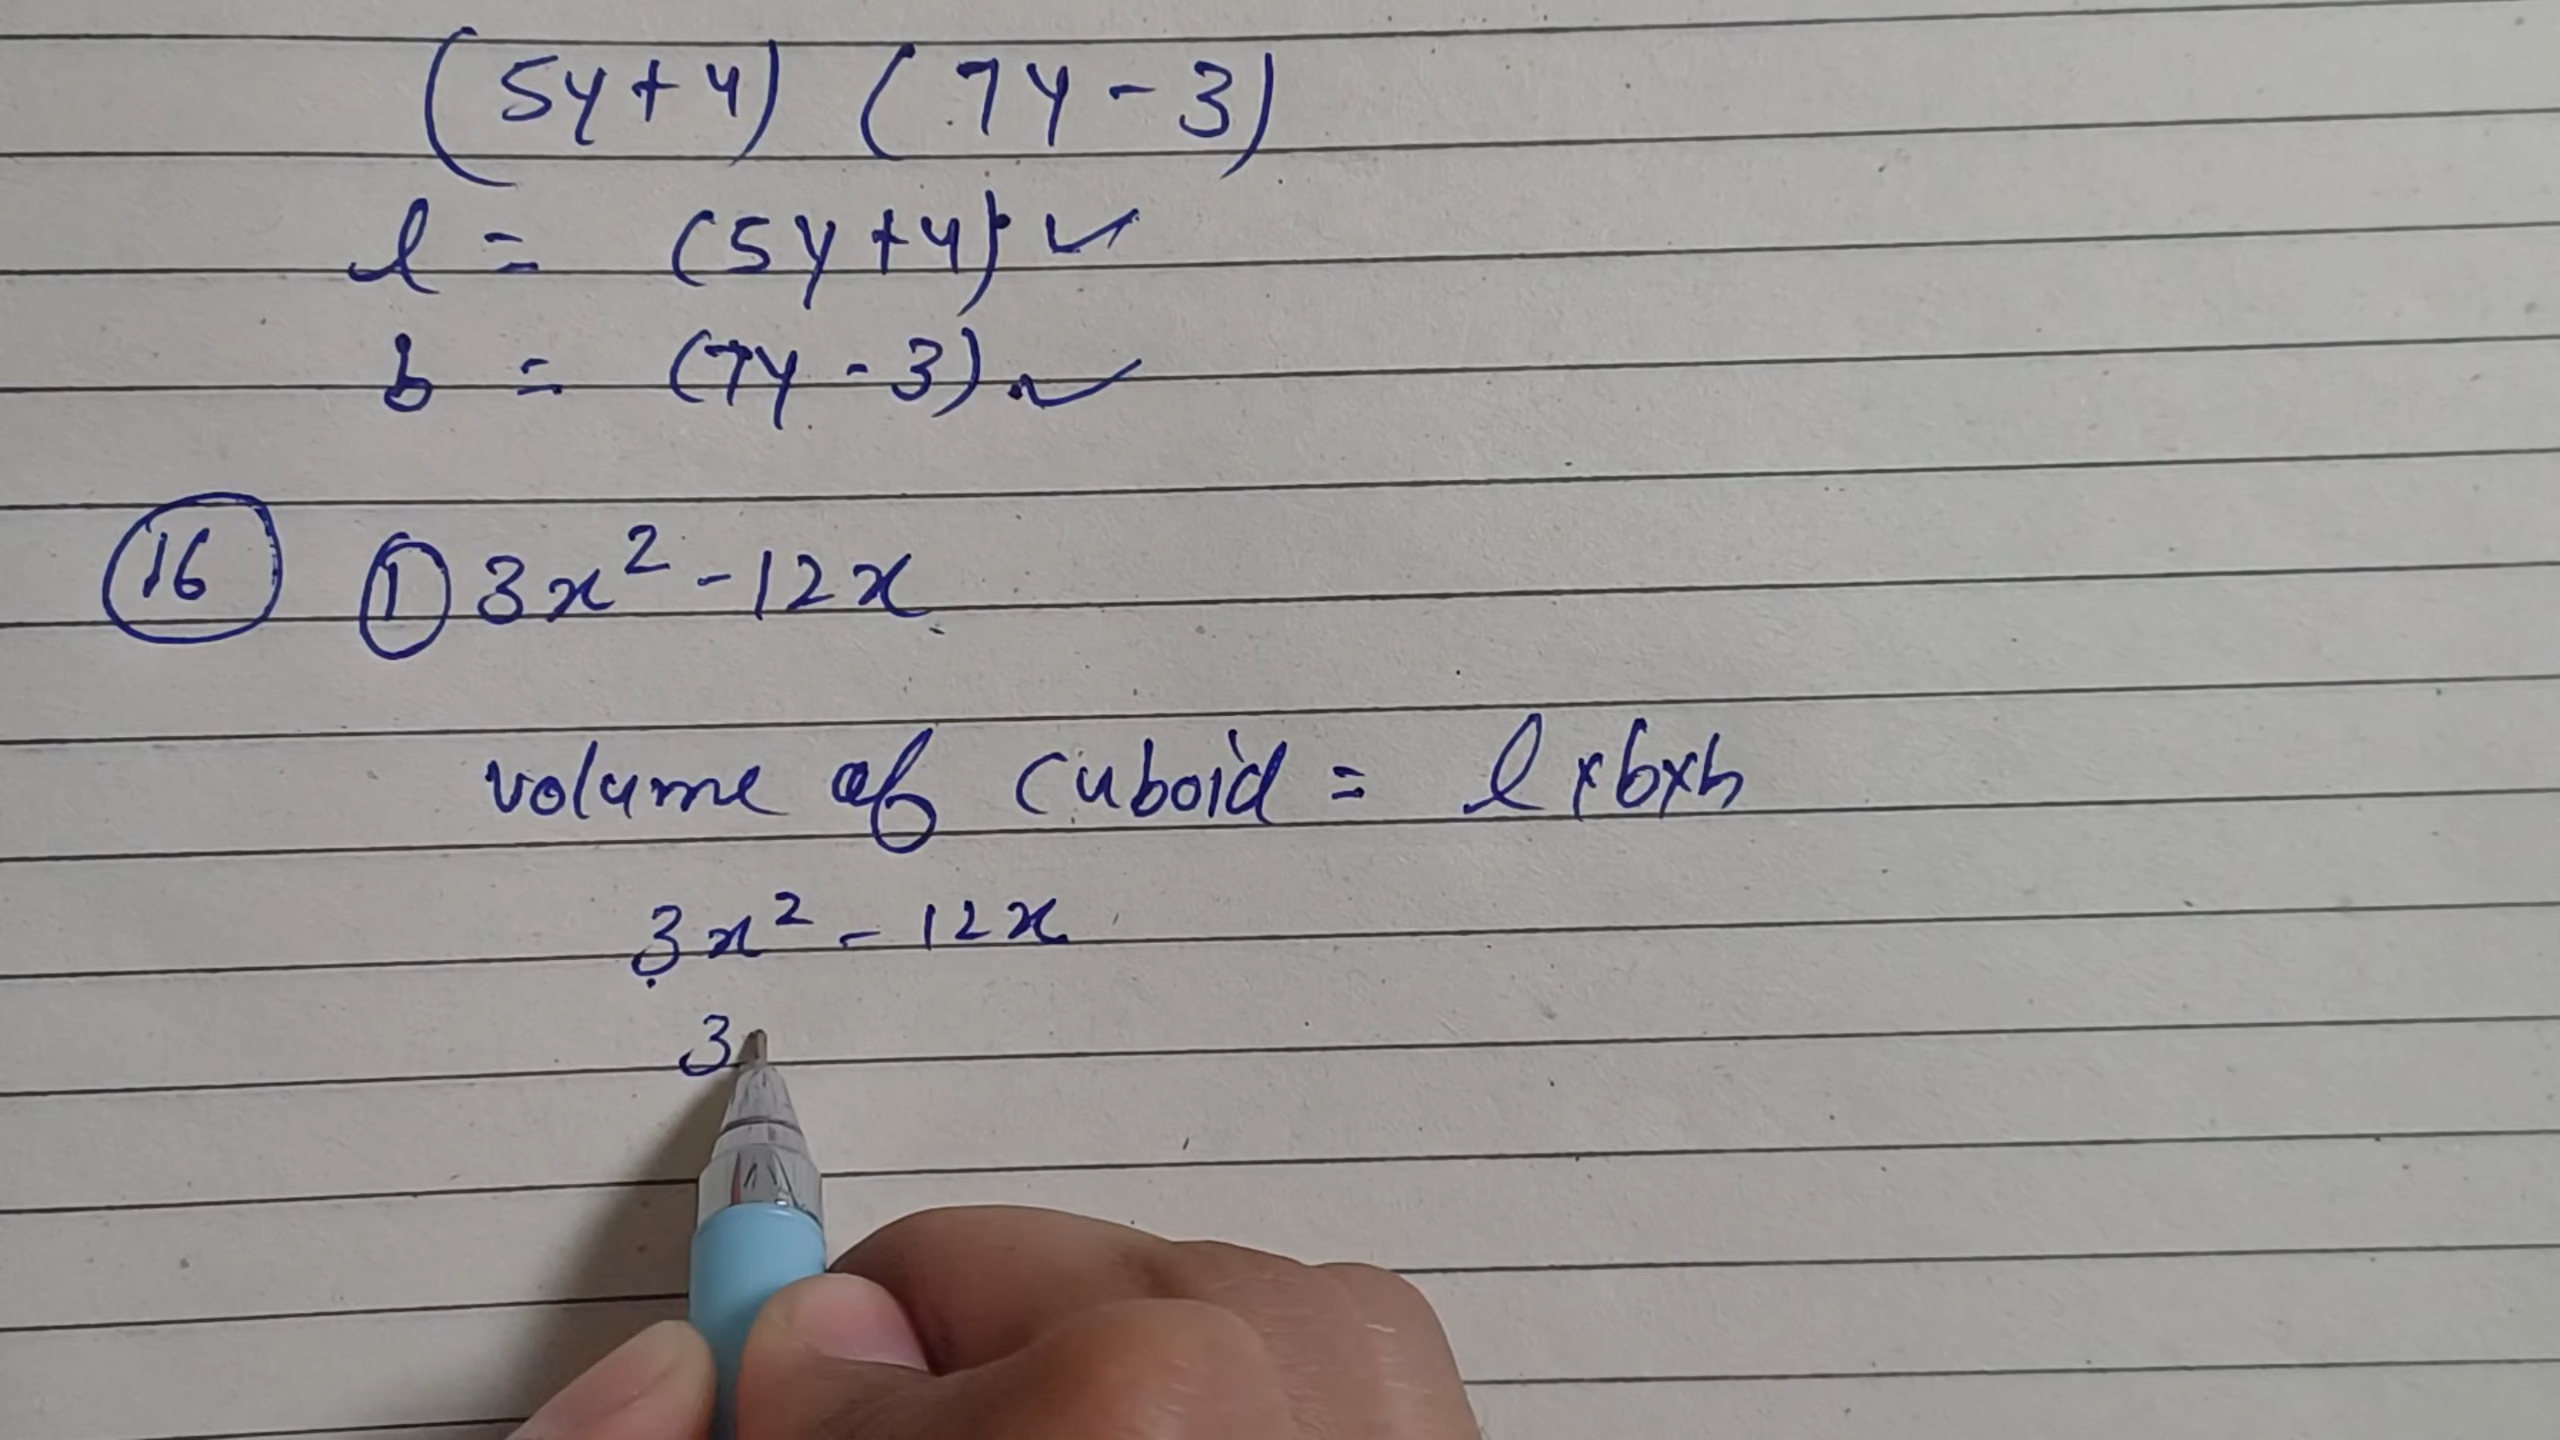 (5y+4) (7y-3)
l = (5y+4) ✓
b = (7y-3) ✓
16 1 3x² - 12x
volume of cuboid = l×b×h
3x² - 12x
3